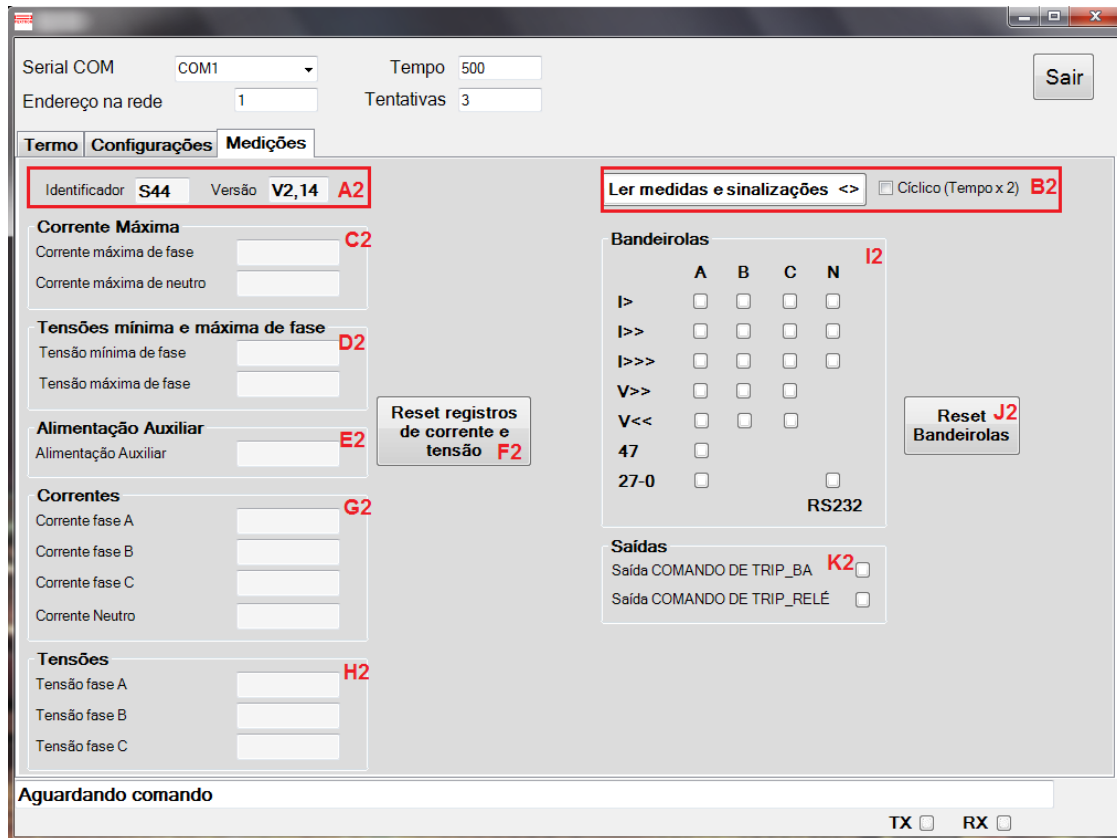 Serial COM COM1 Tempo 500
Sair
Endereço na rede 1 Tentativas 3
Termo Configurações Medições
Identificador S44 Versão V2,14 A2
Ler medidas e sinalizações <> Cíclico (Tempo x 2) B2
Corrente Máxima
C2
Corrente máxima de fase
Corrente máxima de neutro
Tensões mínima e máxima de fase
D2
Tensão mínima de fase
Tensão máxima de fase
Alimentação Auxiliar
E2
Alimentação Auxiliar
Reset registros
de corrente e
tensão F2
Correntes
G2
Corrente fase A
Corrente fase B
Corrente fase C
Corrente Neutro
Tensões
H2
Tensão fase A
Tensão fase B
Tensão fase C
Bandeirolas
I2
A B C N
I>
I>>
I>>>
V>>
V<<
47
27-0
RS232
Reset J2
Bandeirolas
Saídas
Saída COMANDO DE TRIP_BA K2
Saída COMANDO DE TRIP_RELÉ
Aguardando comando
TX RX